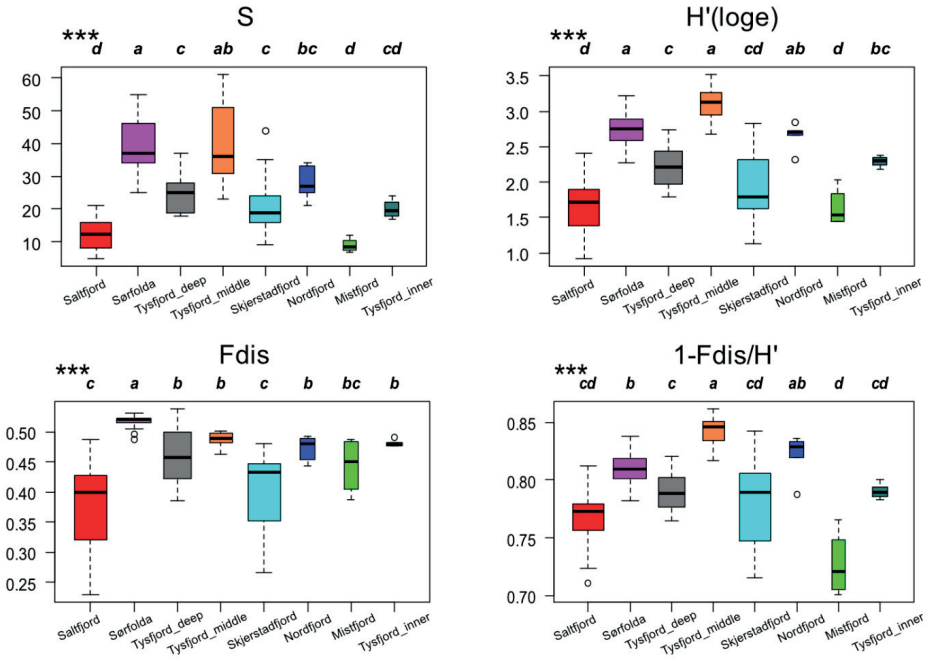 S
*** d a c ab c bc d cd
60
50
40
30
20
10
Saltfjord Sørfolda Tysfjord_deep Tysfjord_middle Skjerstadfjord Nordfjord Mistfjord Tysfjord_inner
H'(loge)
*** d a c a cd ab d bc
3.5
3.0
2.5
2.0
1.5
1.0
Saltfjord Sørfolda Tysfjord_deep Tysfjord_middle Skjerstadfjord Nordfjord Mistfjord Tysfjord_inner
Fdis
*** c a b b c b bc b
0.50
0.45
0.40
0.35
0.30
0.25
Saltfjord Sørfolda Tysfjord_deep Tysfjord_middle Skjerstadfjord Nordfjord Mistfjord Tysfjord_inner
1-Fdis/H'
*** cd b c a cd ab d cd
0.85
0.80
0.75
0.70
Saltfjord Sørfolda Tysfjord_deep Tysfjord_middle Skjerstadfjord Nordfjord Mistfjord Tysfjord_inner